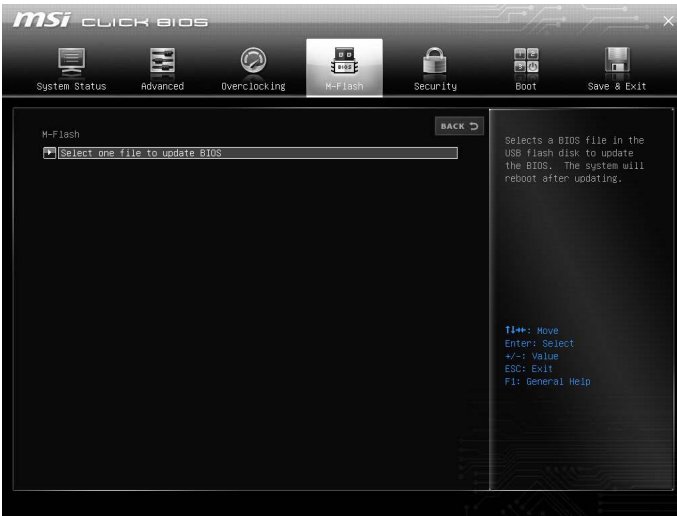 msi CLICK BIOS
System Status Advanced Overclocking M-Flash Security Boot Save & Exit
BIOS
BACK
M-Flash
Select one file to update BIOS
Selects a BIOS file in the
USB flash disk to update
the BIOS. The system will
reboot after updating.
↑↓→←: Move
Enter: Select
+/-: Value
ESC: Exit
F1: General Help